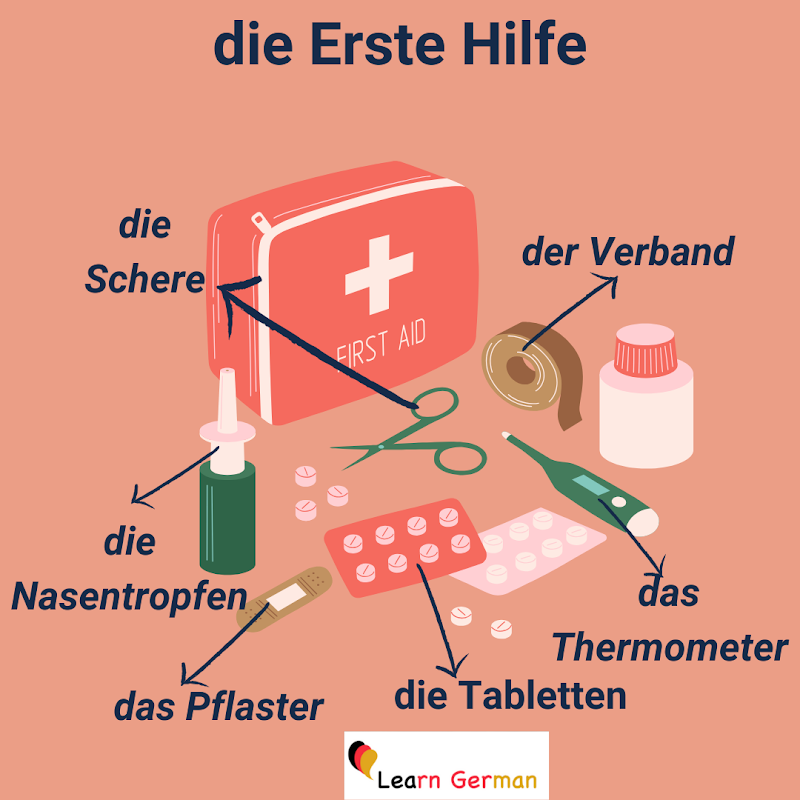 die Erste Hilfe
die
Schere
der Verband
FIRST AID
die
Nasentropfen
das
Thermometer
das Pflaster
die Tabletten
Learn German